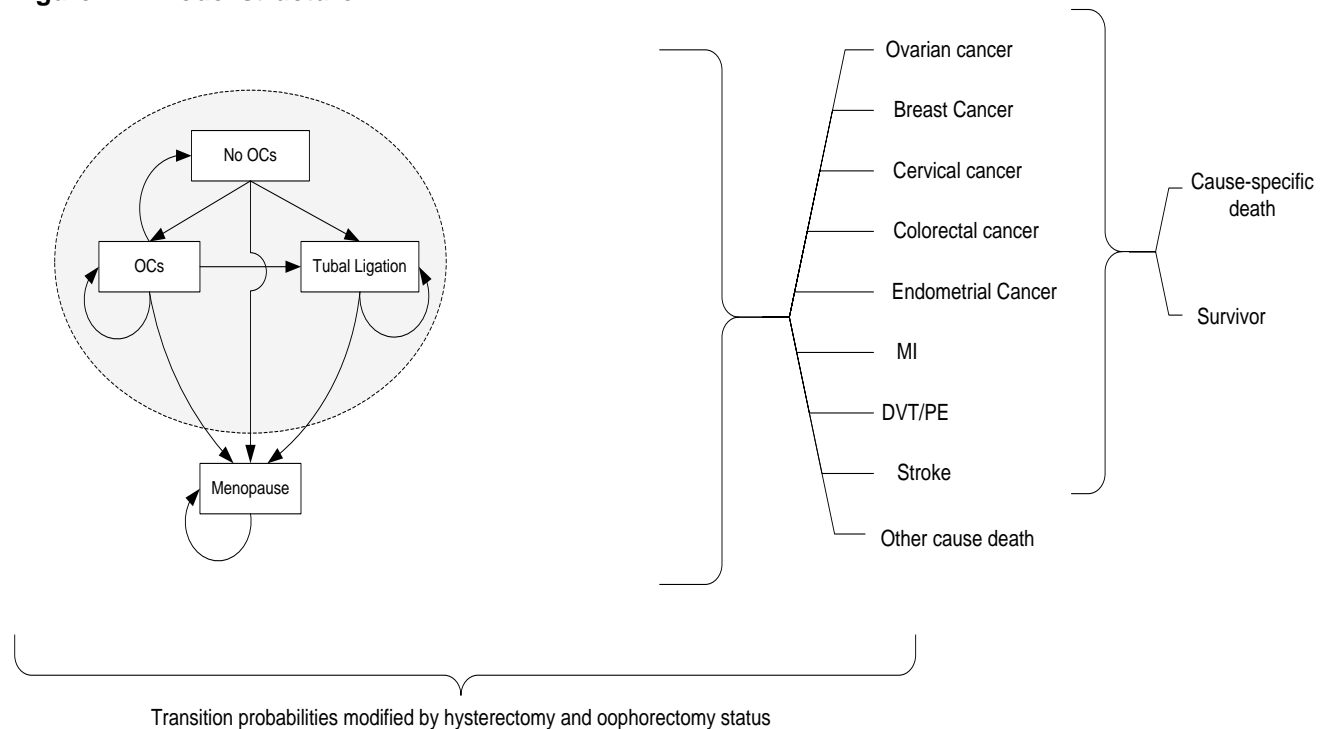 No OCs
OCs
Tubal Ligation
Menopause
Ovarian cancer
Breast Cancer
Cervical cancer
Colorectal cancer
Endometrial Cancer
MI
DVT/PE
Stroke
Other cause death
Cause-specific
death
Survivor
Transition probabilities modified by hysterectomy and oophorectomy status